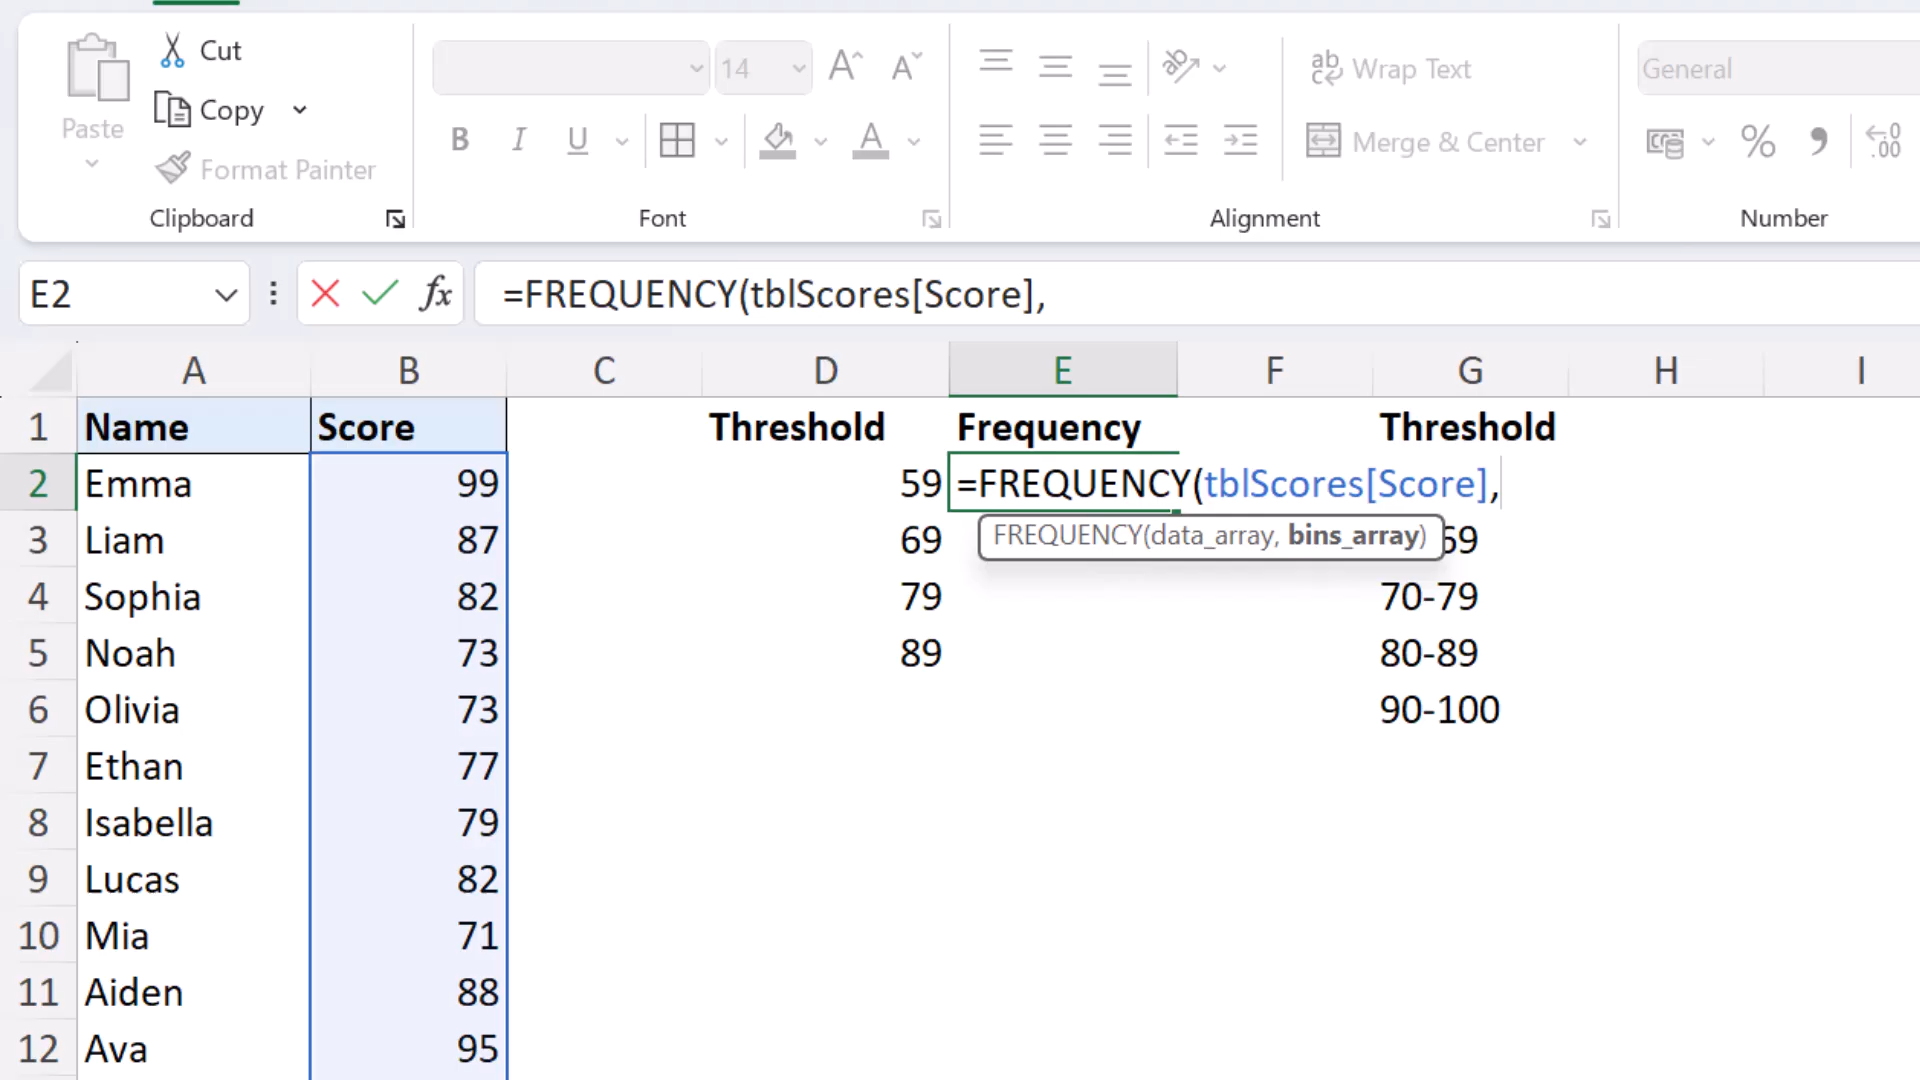 Cut
Copy
Paste
Format Painter
Clipboard
14
A A
B I U
A
Font
ab
Wrap Text
Merge & Center
Alignment
General
% 9
Number
E2
fx
=FREQUENCY(tblScores[Score],
A B C D E F G H I
1 Name Score Threshold Frequency Threshold
2 Emma 99 59 =FREQUENCY(tblScores[Score],
FREQUENCY(data_array, bins_array)
3 Liam 87 69 69
4 Sophia 82 79 70-79
5 Noah 73 89 80-89
6 Olivia 73 90-100
7 Ethan 77
8 Isabella 79
9 Lucas 82
10 Mia 71
11 Aiden 88
12 Ava 95